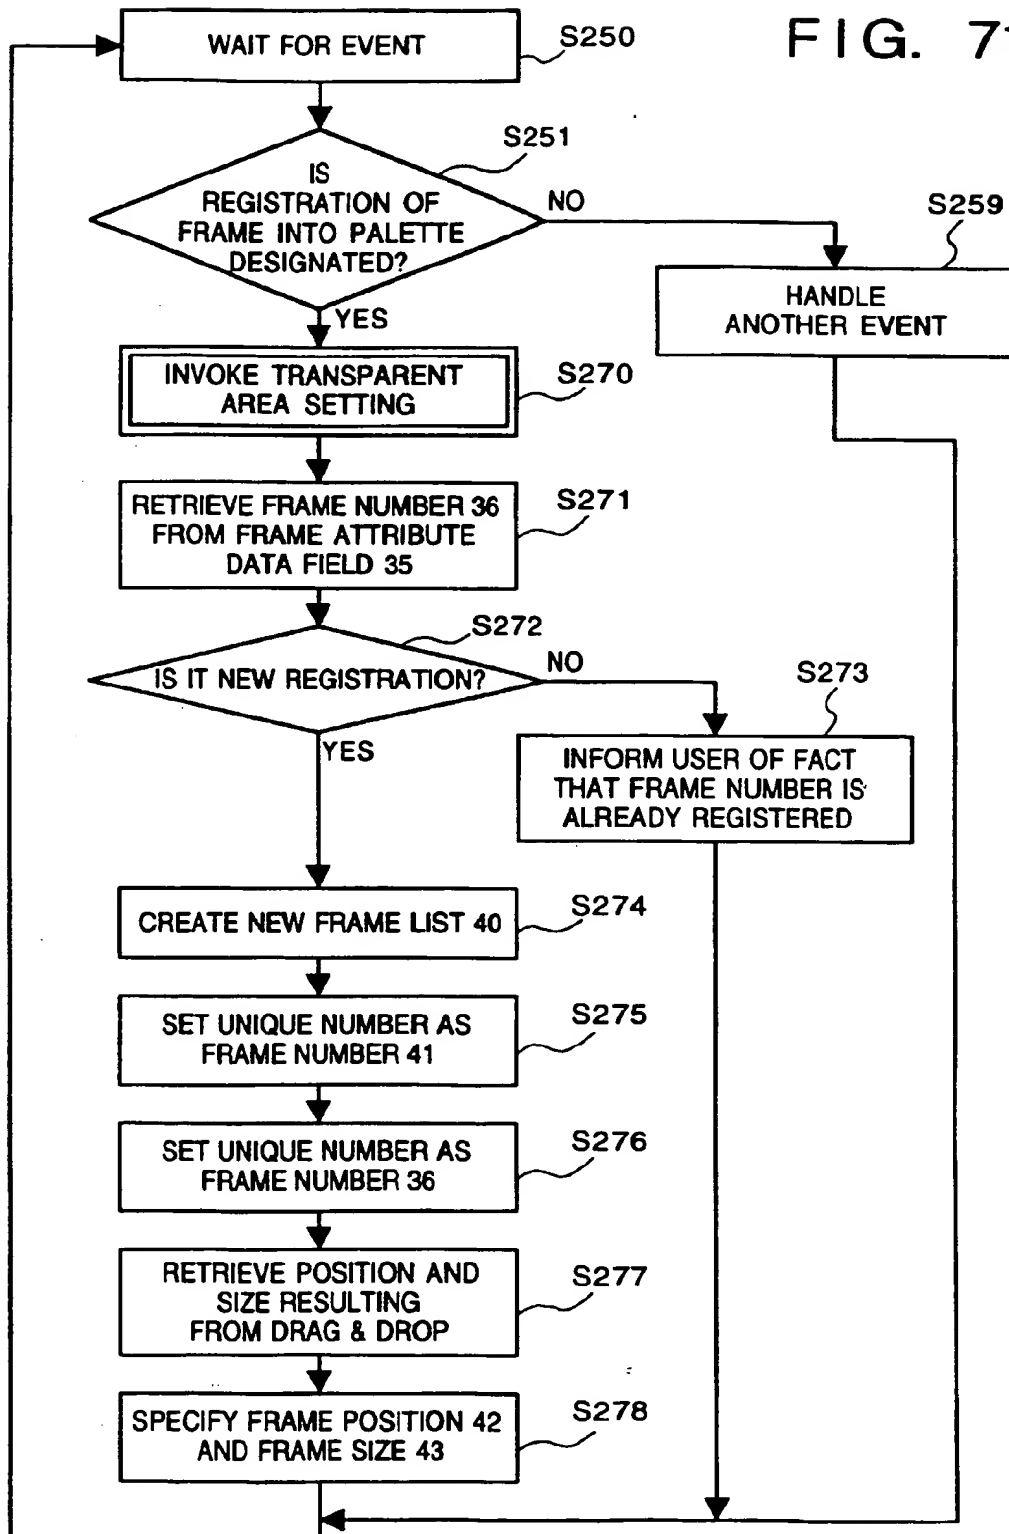 FIG. 71
WAIT FOR EVENT
S250
S251
IS
REGISTRATION OF
FRAME INTO PALETTE
DESIGNATED?
NO
YES
S259
HANDLE
ANOTHER EVENT
INVOKE TRANSPARENT
AREA SETTING
S270
RETRIEVE FRAME NUMBER 36
FROM FRAME ATTRIBUTE
DATA FIELD 35
S271
S272
IS IT NEW REGISTRATION?
NO
YES
S273
INFORM USER OF FACT
THAT FRAME NUMBER IS
ALREADY REGISTERED
CREATE NEW FRAME LIST 40
S274
SET UNIQUE NUMBER AS
FRAME NUMBER 41
S275
SET UNIQUE NUMBER AS
FRAME NUMBER 36
S276
RETRIEVE POSITION AND
SIZE RESULTING
FROM DRAG & DROP
S277
SPECIFY FRAME POSITION 42
AND FRAME SIZE 43
S278